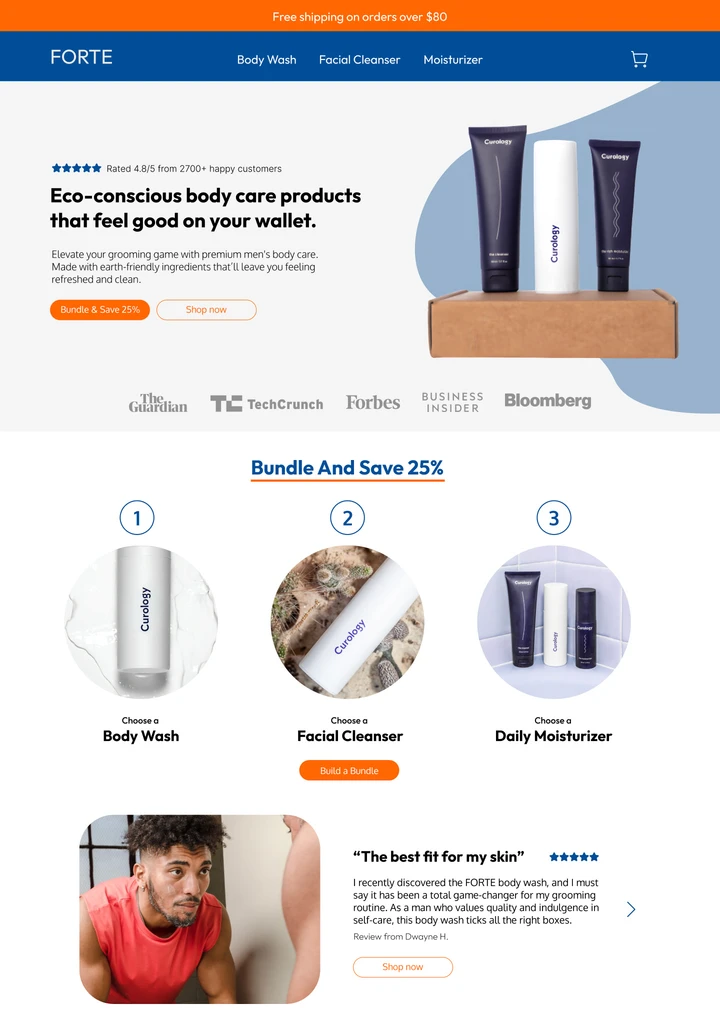 Free shipping on orders over $80
FORTE
Body Wash
Facial Cleanser
Moisturizer
Rated 4.8/5 from 2700+ happy customers
Eco-conscious body care products
that feel good on your wallet.
Elevate your grooming game with premium men's body care.
Made with earth-friendly ingredients that'll leave you feeling
refreshed and clean.
Bundle & Save 25%
Shop now
Curology
Curology
Curology
The
Guardian
TC TechCrunch
Forbes
BUSINESS
INSIDER
Bloomberg
Bundle And Save 25%
1
2
3
Curology
Curology
Curology
Curology
Curology
Choose a
Body Wash
Choose a
Facial Cleanser
Choose a
Daily Moisturizer
Build a Bundle
“The best fit for my skin”
I recently discovered the FORTE body wash, and I must
say it has been a total game-changer for my grooming
routine. As a man who values quality and indulgence in
self-care, this body wash ticks all the right boxes.
Review from Dwayne H.
Shop now